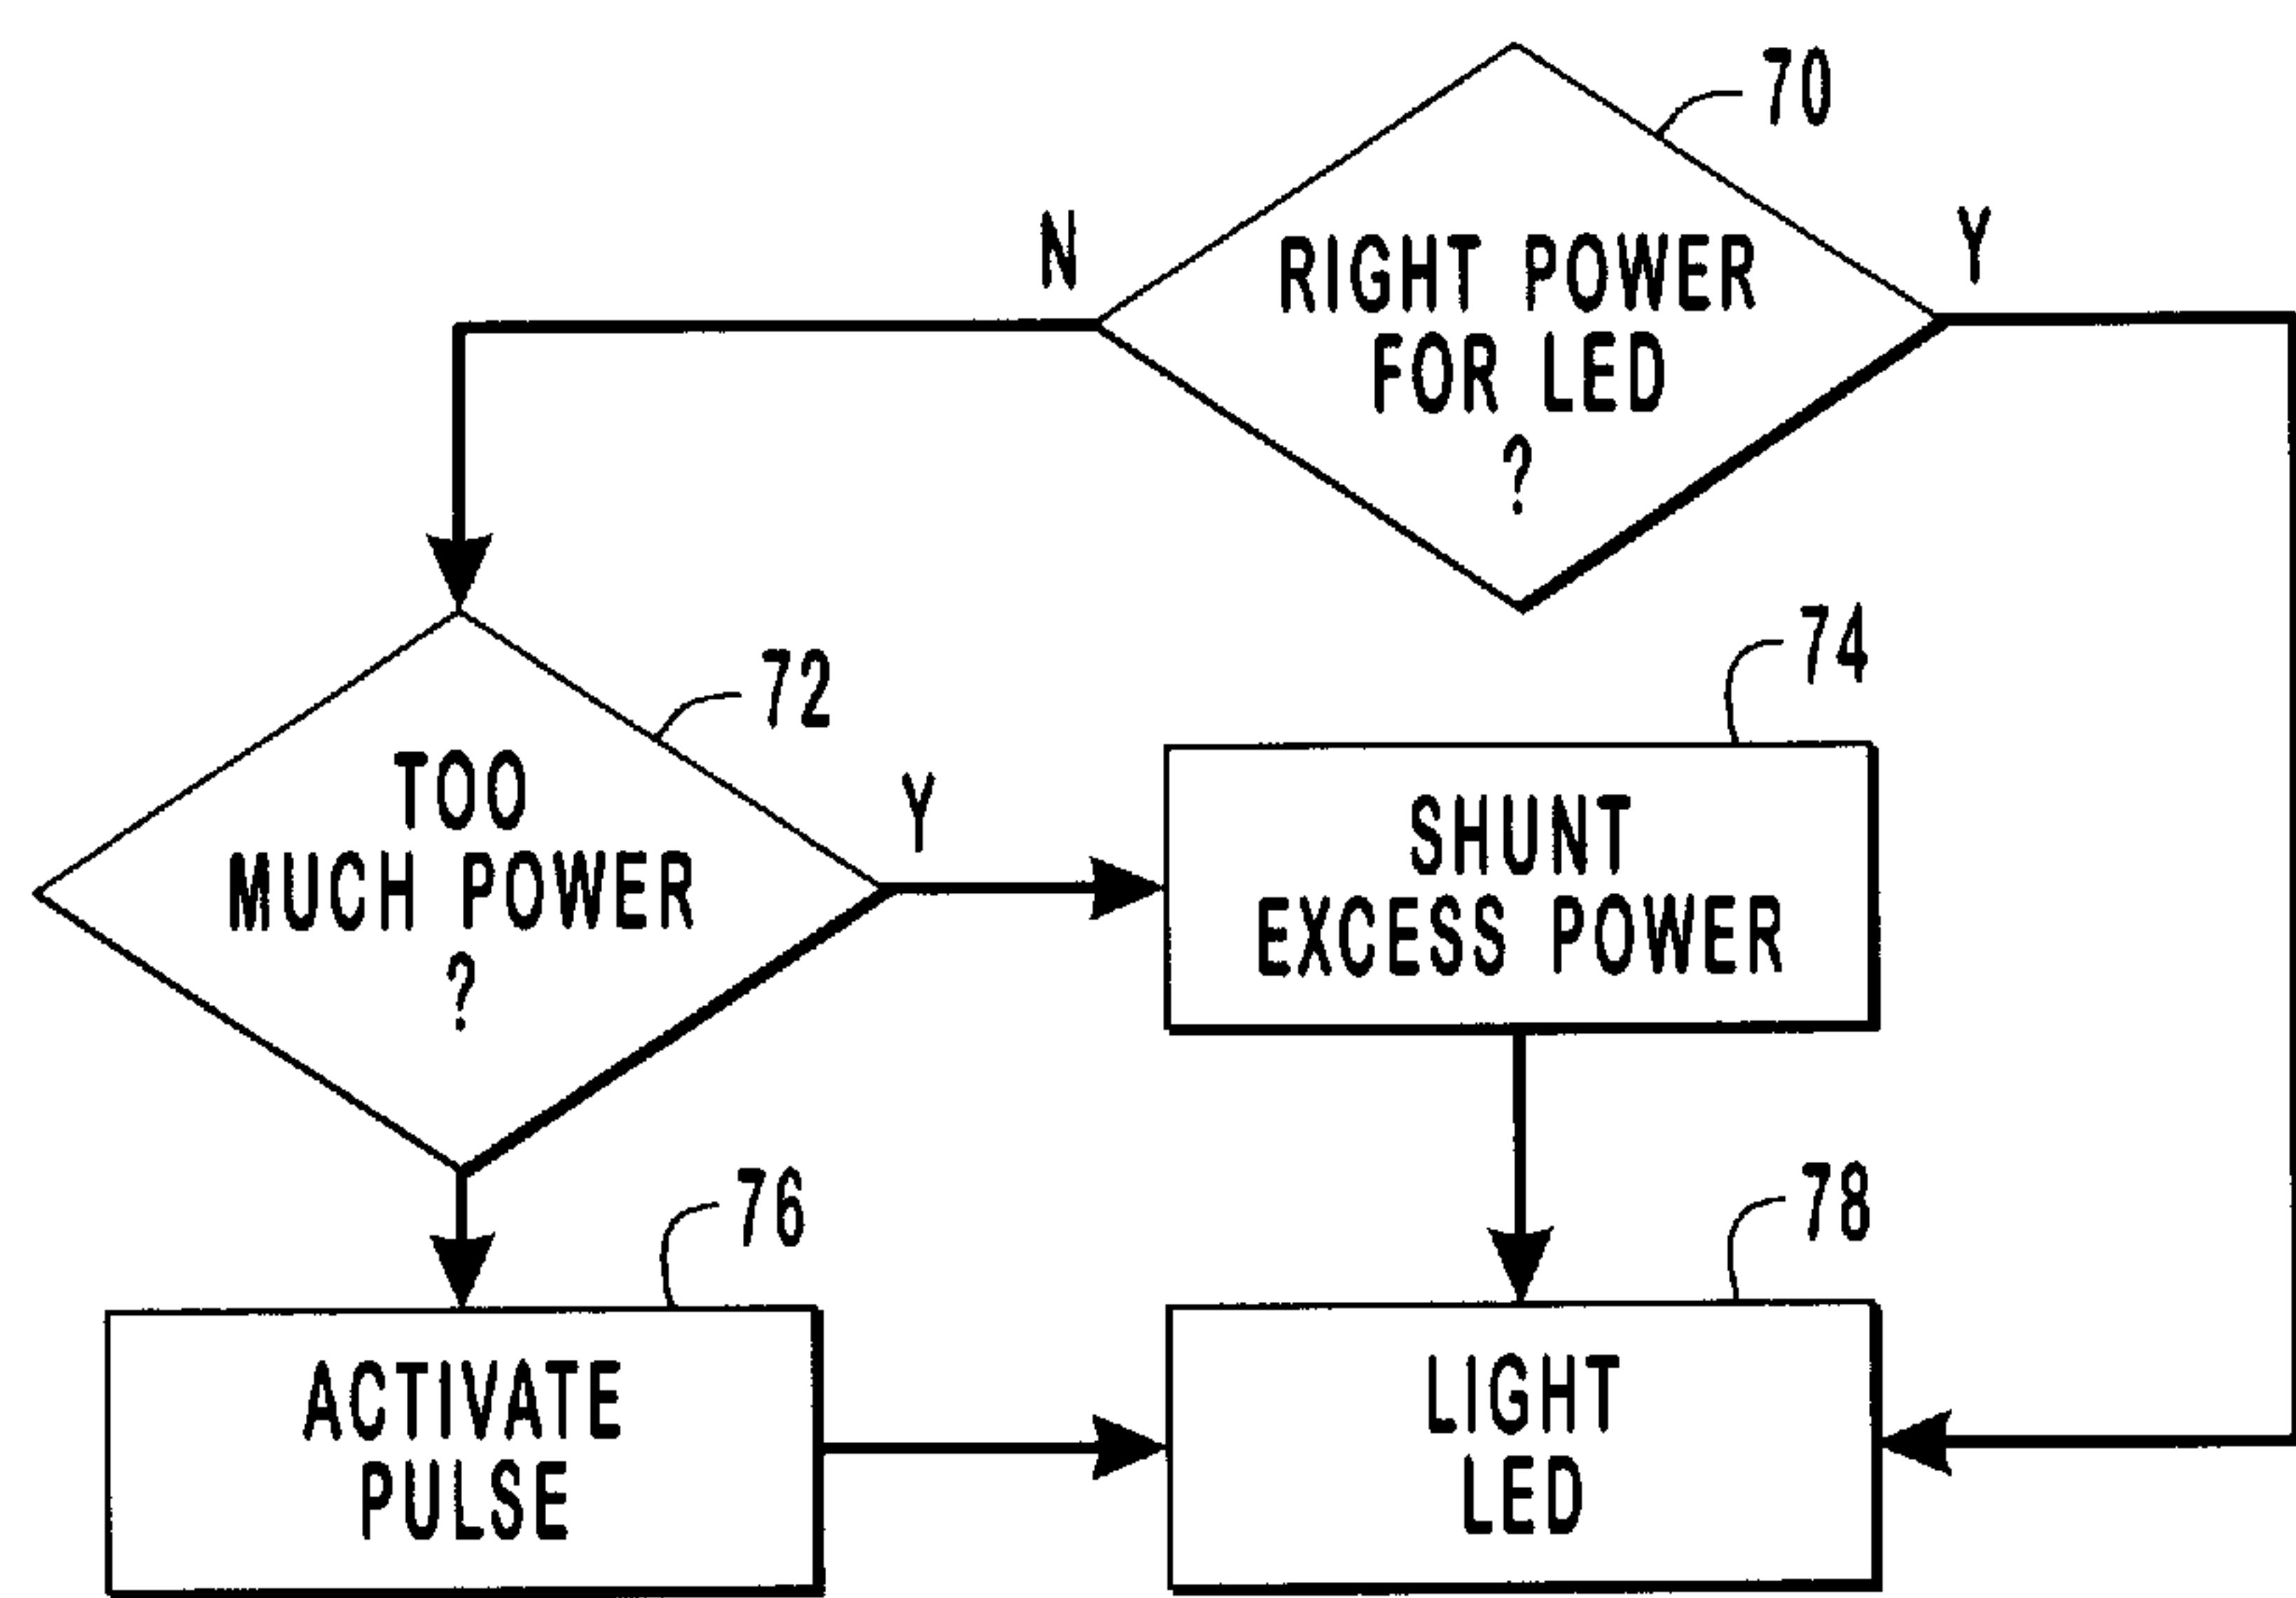 70
N
Y
RIGHT POWER
FOR LED
?
72
TOO
MUCH POWER
?
Y
74
SHUNT
EXCESS POWER
76
ACTIVATE
PULSE
78
LIGHT
LED